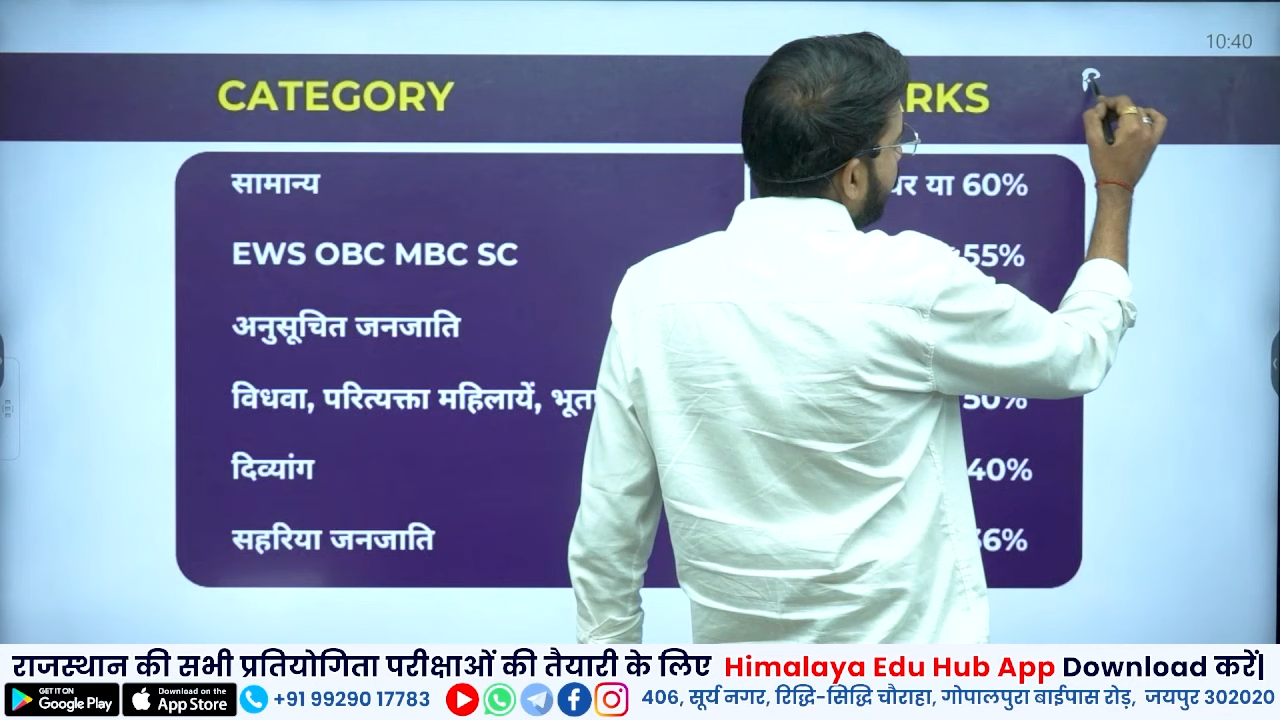 10:40
CATEGORY
सामान्य या 60%
EWS OBC MBC SC 55%
अनुसूचित जनजाति
विधवा, परित्यक्ता महिलायें, 50%
दिव्यांग 40%
सहरिया जनजाति
राजस्थान की सभी प्रतियोगिता परीक्षाओं की तैयारी के लिए Himalaya Edu Hub App Download करें|
GET IT ON Google Play Download on the App Store +91 99290 17783 406, सूर्य नगर, रिद्धि-सिद्धि चौराहा, गोपालपुरा बाईपास रोड़, जयपुर 302020